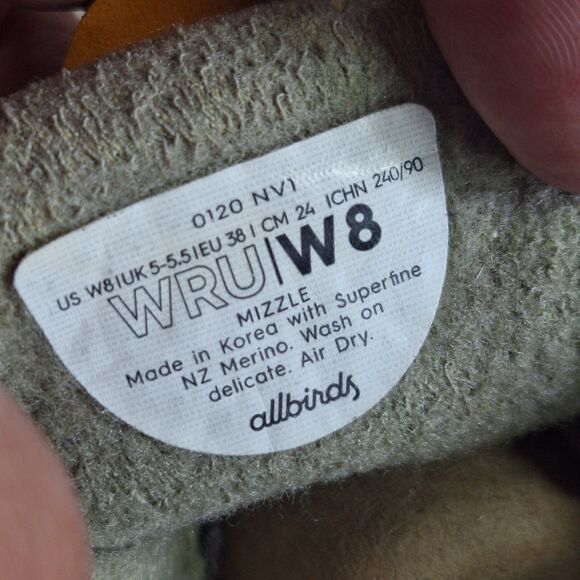 0120 NV1
US W8|UK 5-5.5|EU 38| CM 24 |CHN 240/90
WRU|W8
MIZZLE
Made in Korea with Superfine
NZ Merino. Wash on
delicate. Air Dry.
allbirds